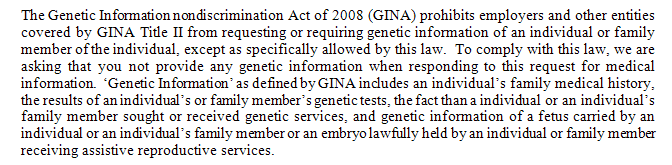 The Genetic Information nondiscrimination Act of 2008 (GINA) prohibits employers and other entities
covered by GINA Title II from requesting or requiring genetic information of an individual or family
member of the individual, except as specifically allowed by this law. To comply with this law, we are
asking that you not provide any genetic information when responding to this request for medical
information. ‘Genetic Information’ as defined by GINA includes an individual’s family medical history,
the results of an individual’s or family member’s genetic tests, the fact than a individual or an individual’s
family member sought or received genetic services, and genetic information of a fetus carried by an
individual or an individual’s family member or an embryo lawfully held by an individual or family member
receiving assistive reproductive services.